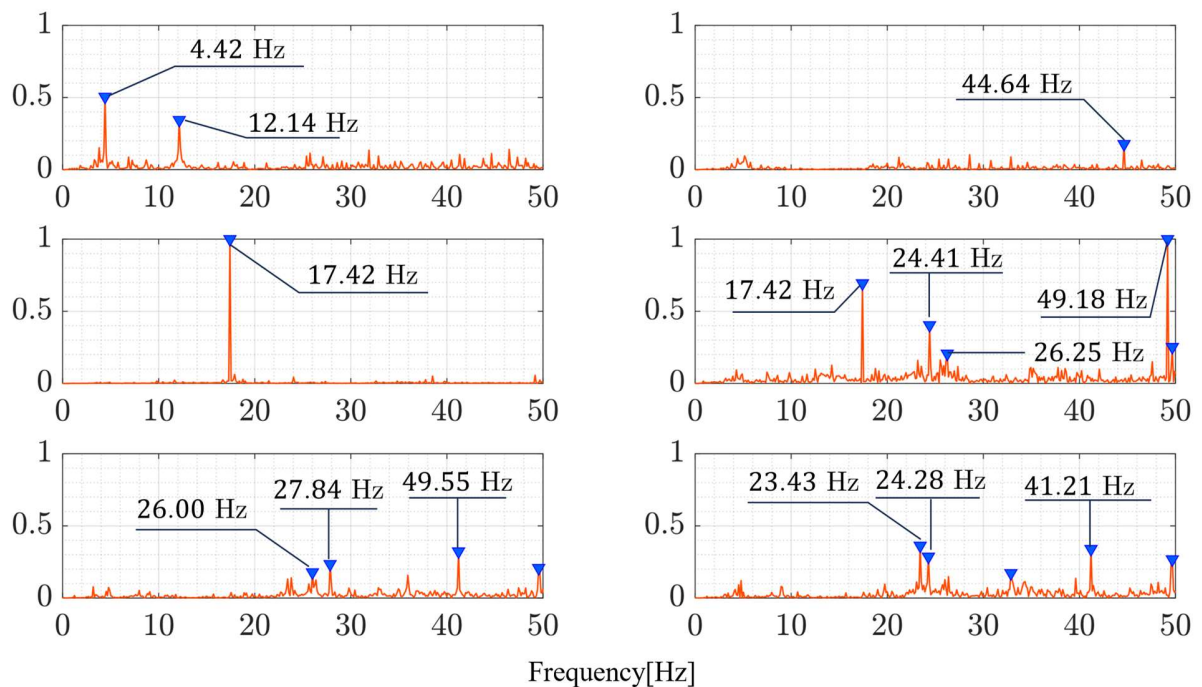 1
4.42 Hz
0.5
12.14 Hz
0
0 10 20 30 40 50
1
0.5
44.64 Hz
0
0 10 20 30 40 50
1
17.42 Hz
0.5
0
0 10 20 30 40 50
1
24.41 Hz
17.42 Hz
49.18 Hz
0.5
26.25 Hz
0
0 10 20 30 40 50
1
27.84 Hz
49.55 Hz
26.00 Hz
0.5
0
0 10 20 30 40 50
1
23.43 Hz
24.28 Hz
41.21 Hz
0.5
0
0 10 20 30 40 50
Frequency[Hz]